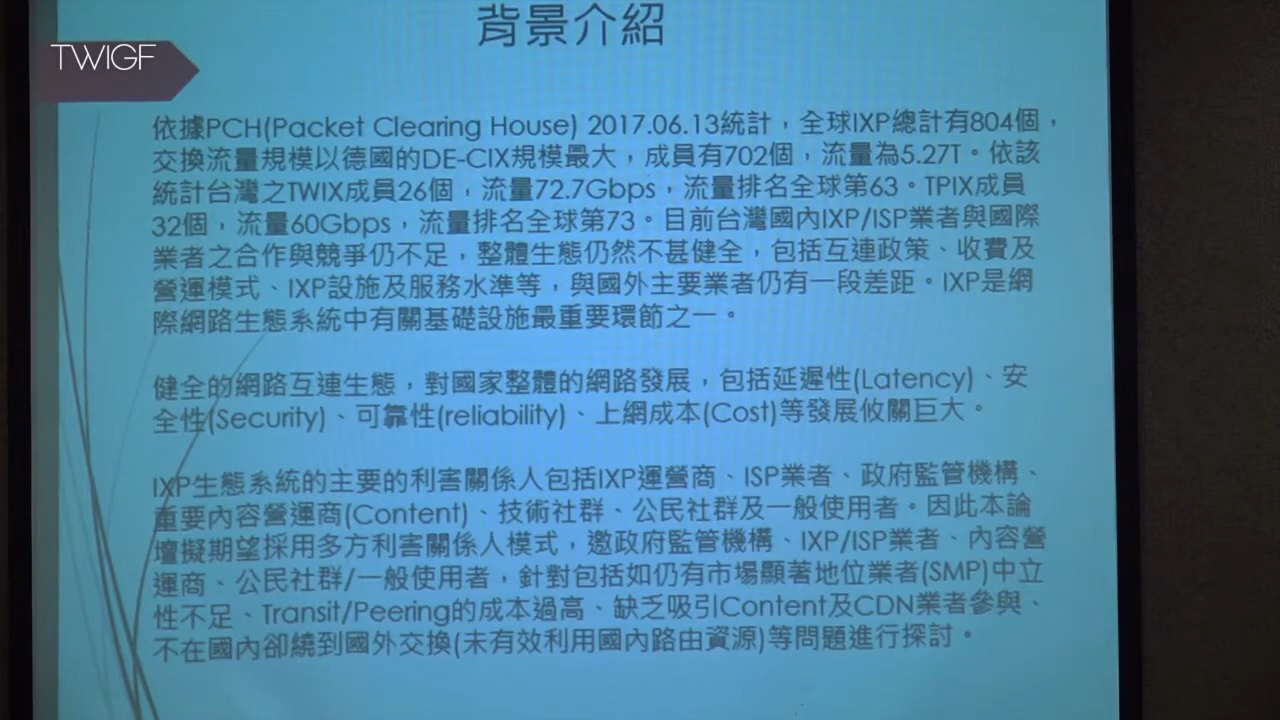 背景介紹
TWIGF
依據PCH(Packet Clearing House) 2017.06.13統計，全球IXP總計有804個，
交換流量規模以德國的DE-CIX規模最大，成員有702個，流量為5.27T。依該
統計台灣之TWIX成員26個，流量72.7Gbps，流量排名全球第63。TPIX成員
32個，流量60Gbps，流量排名全球第73。目前台灣國內IXP/ISP業者與國際
業者之合作與競爭仍不足，整體生態仍然不甚健全，包括互連政策、收費及
營運模式、IXP設施及服務水準等，與國外主要業者仍有一段差距。IXP是網
際網路生態系統中有關基礎設施最重要環節之一。
健全的網路互連生態，對國家整體的網路發展，包括延遲性(Latency)、安
全性(Security)、可靠性(reliability)、上網成本(Cost)等發展攸關巨大。
IXP生態系統的主要的利害關係人包括IXP運營商、ISP業者、政府監管機構、
重要內容營運商(Content)、技術社群、公民社群及一般使用者。因此本論
壇擬期望採用多方利害關係人模式，邀政府監管機構、IXP/ISP業者、內容營
運商、公民社群/一般使用者，針對包括如仍有市場顯著地位業者(SMP)中立
性不足、Transit/Peering的成本過高、缺乏吸引Content及CDN業者參與、
不在國內卻繞到國外交換(未有效利用國內路由資源)等問題進行探討。